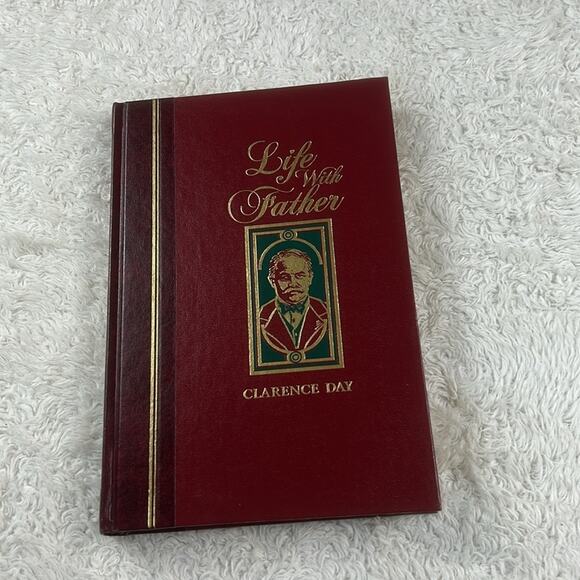 Life
With
Father
CLARENCE DAY